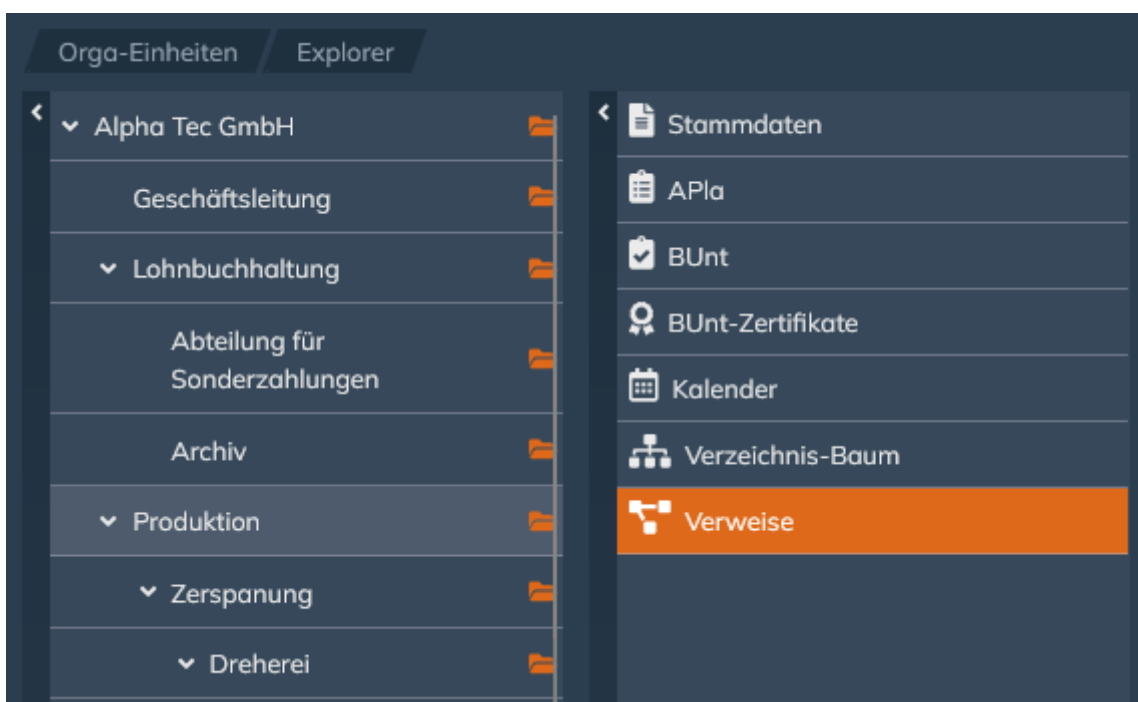 Orga-Einheiten
Explorer
Alpha Tec GmbH
Geschäftsleitung
Lohnbuchhaltung
Abteilung für
Sonderzahlungen
Archiv
Produktion
Zerspanung
Dreherei
Stammdaten
APla
BUnt
BUnt-Zertifikate
Kalender
Verzeichnis-Baum
Verweise